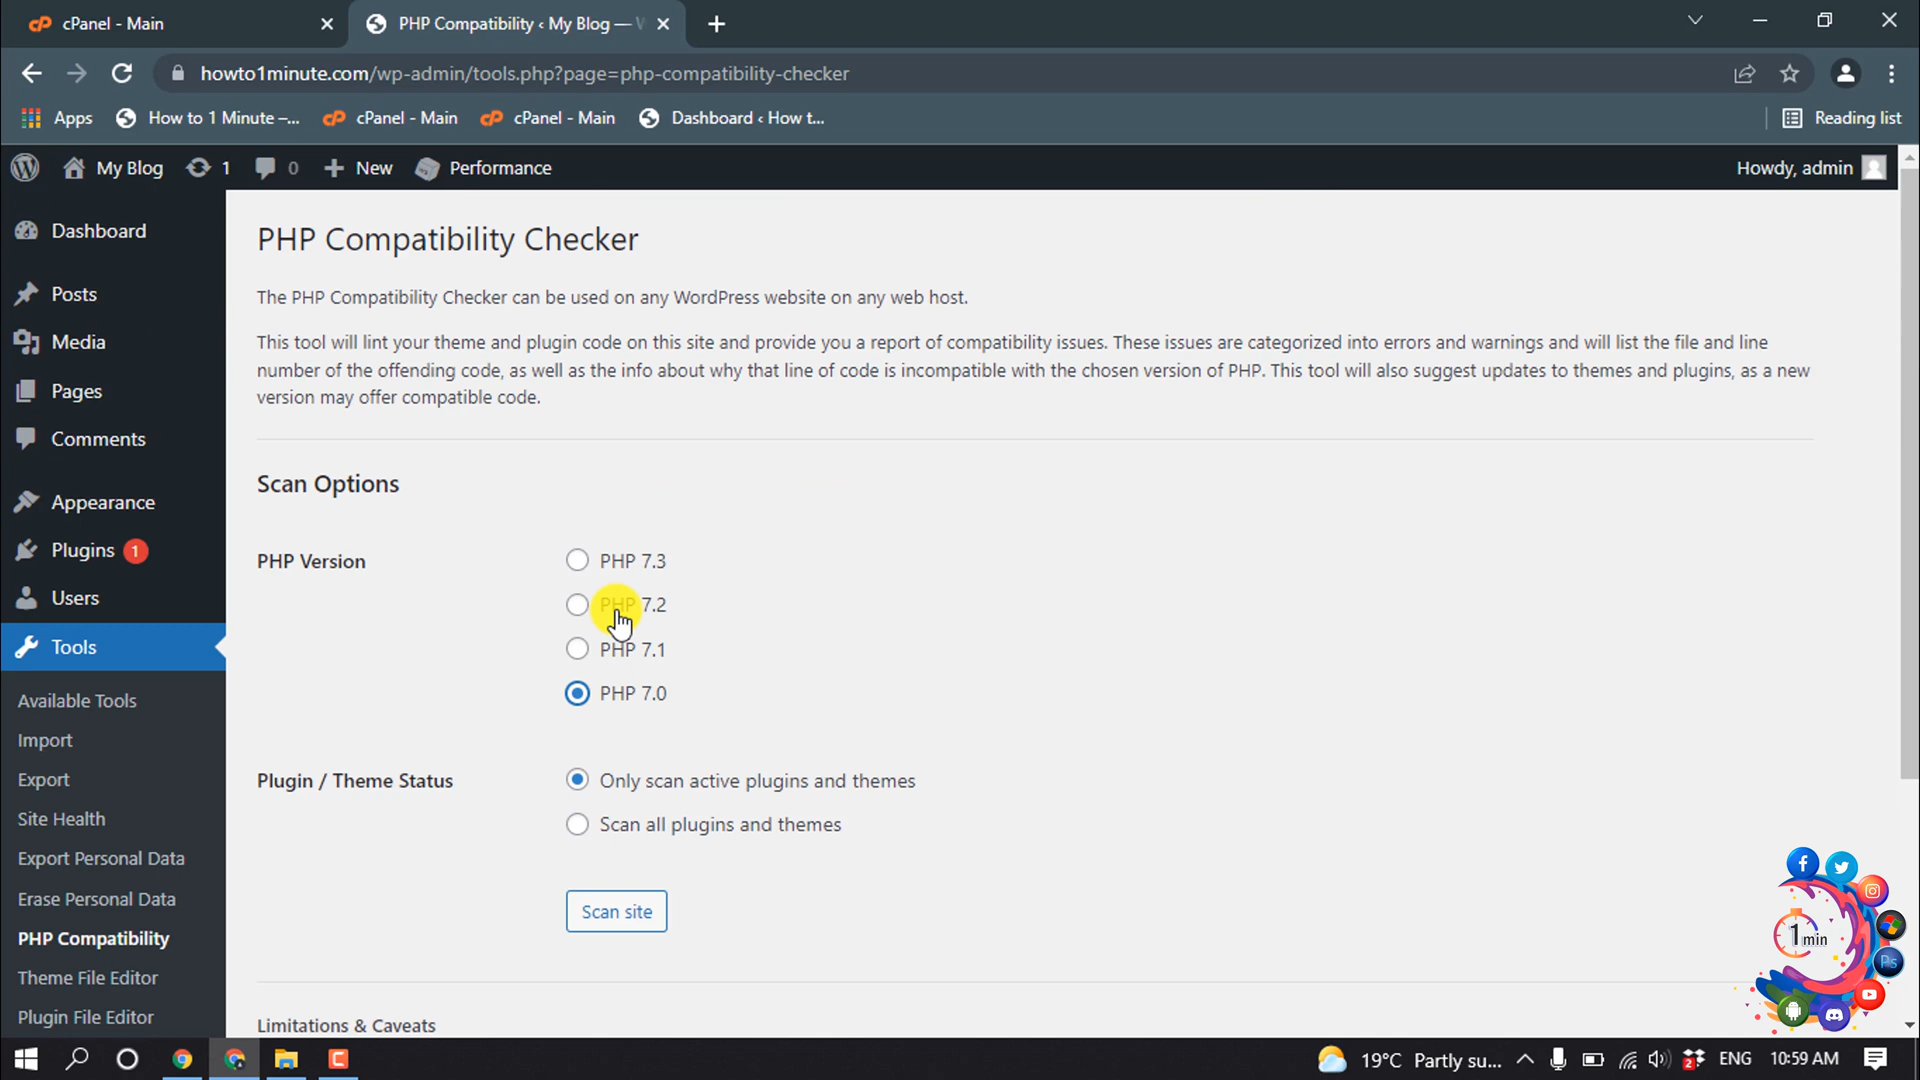 cPanel - Main
PHP Compatibility ‹ My Blog —
howto1minute.com/wp-admin/tools.php?page=php-compatibility-checker
Apps
How to 1 Minute –...
cPanel - Main
cPanel - Main
Dashboard ‹ How t...
Reading list
My Blog
1
0
New
Performance
Howdy, admin
Dashboard
Posts
Media
Pages
Comments
Appearance
Plugins 1
Users
Tools
Available Tools
Import
Export
Site Health
Export Personal Data
Erase Personal Data
PHP Compatibility
Theme File Editor
Plugin File Editor
PHP Compatibility Checker
The PHP Compatibility Checker can be used on any WordPress website on any web host.
This tool will lint your theme and plugin code on this site and provide you a report of compatibility issues. These issues are categorized into errors and warnings and will list the file and line
number of the offending code, as well as the info about why that line of code is incompatible with the chosen version of PHP. This tool will also suggest updates to themes and plugins, as a new
version may offer compatible code.
Scan Options
PHP Version
PHP 7.3
PHP 7.2
PHP 7.1
PHP 7.0
Plugin / Theme Status
Only scan active plugins and themes
Scan all plugins and themes
Scan site
Limitations & Caveats
1 min
Ps
19°C Partly su...
2
ENG
10:59 AM